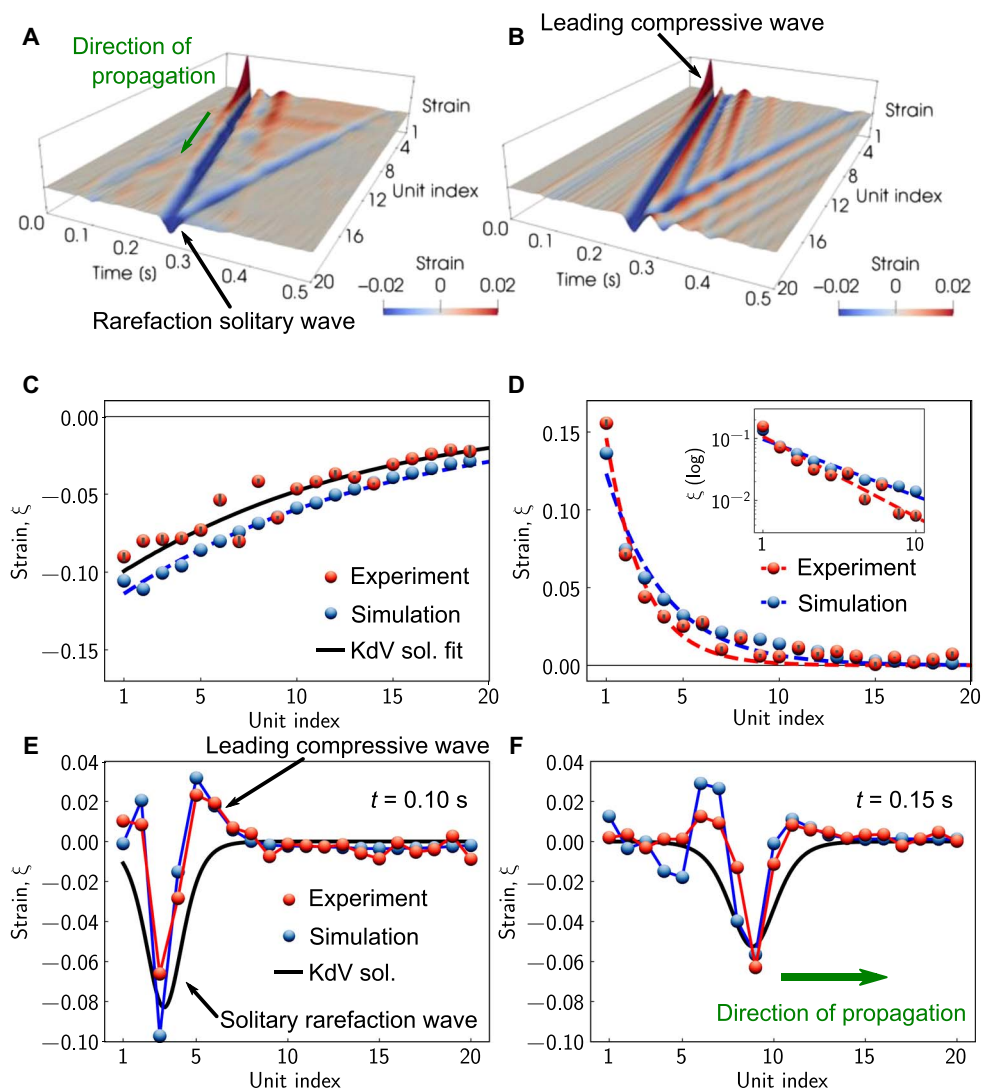 A
Direction of
propagation
Strain
1
4
8
Unit index
12
16
20
0.0
0.1
0.2
0.3
0.4
0.5
Time (s)
Strain
−0.02 0 0.02
Rarefaction solitary wave
B
Leading compressive wave
Strain
1
4
8
Unit index
12
16
20
0.0
0.1
0.2
0.3
0.4
0.5
Time (s)
Strain
−0.02 0 0.02
C
0.00
−0.05
−0.10
−0.15
Strain, ξ
Experiment
Simulation
KdV sol. fit
1 5 10 15 20
Unit index
D
0.15
0.10
0.05
0.00
Strain, ξ
10⁻¹
10⁻²
ξ (log)
1 10
Experiment
Simulation
1 5 10 15 20
Unit index
E
Leading compressive wave
0.04
0.02
0.00
−0.02
−0.04
−0.06
−0.08
−0.10
Strain, ξ
t = 0.10 s
Experiment
Simulation
KdV sol.
Solitary rarefaction wave
1 5 10 15 20
Unit index
F
0.04
0.02
0.00
−0.02
−0.04
−0.06
−0.08
−0.10
Strain, ξ
t = 0.15 s
Direction of propagation
1 5 10 15 20
Unit index